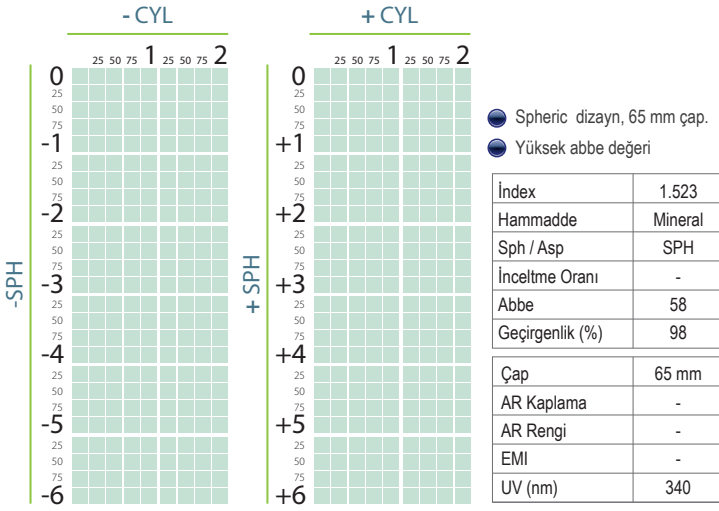 - CYL
25 50 75 1 25 50 75 2
-SPH
0
25
50
75
-1
25
50
75
-2
25
50
75
-3
25
50
75
-4
25
50
75
-5
25
50
75
-6
+ CYL
25 50 75 1 25 50 75 2
+ SPH
0
25
50
75
+1
25
50
75
+2
25
50
75
+3
25
50
75
+4
25
50
75
+5
25
50
75
+6
Spheric dizayn, 65 mm çap.
Yüksek abbe değeri
İndex 1.523
Hammadde Mineral
Sph / Asp SPH
İnceltme Oranı -
Abbe 58
Geçirgenlik (%) 98
Çap 65 mm
AR Kaplama -
AR Rengi -
EMI -
UV (nm) 340